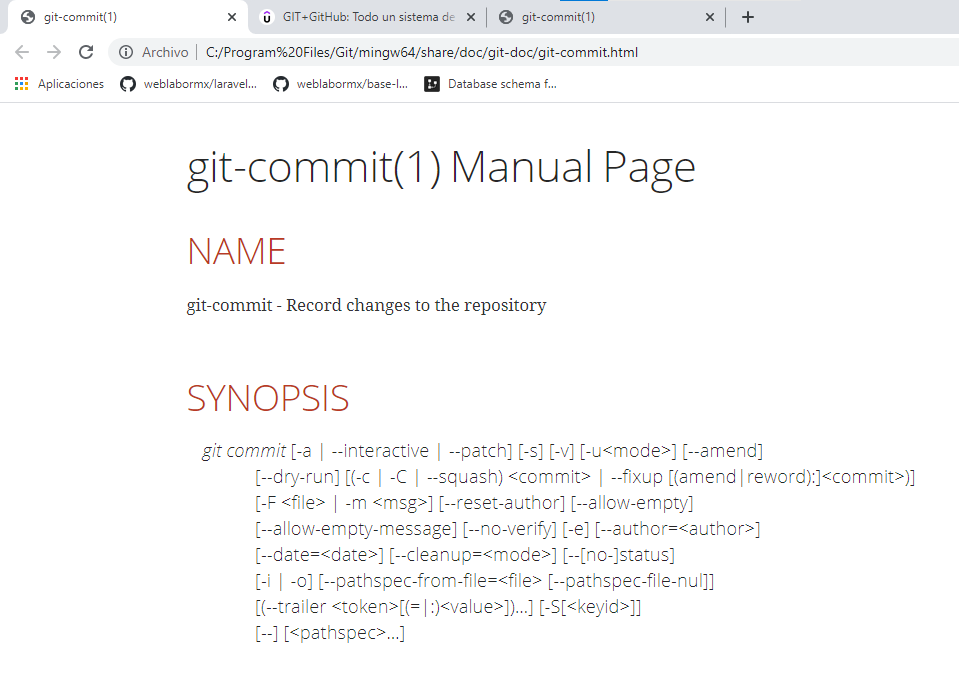 git-commit(1)
GIT+GitHub: Todo un sistema de
git-commit(1)
Archivo
C:/Program%20Files/Git/mingw64/share/doc/git-doc/git-commit.html
Aplicaciones
weblabormx/laravel...
weblabormx/base-l...
Database schema f...
git-commit(1) Manual Page
NAME
git-commit - Record changes to the repository
SYNOPSIS
git commit [-a | --interactive | --patch] [-s] [-v] [-u<mode>] [--amend]
[--dry-run] [(-c | -C | --squash) <commit> | --fixup [(amend|reword):]<commit>)]
[-F <file> | -m <msg>] [--reset-author] [--allow-empty]
[--allow-empty-message] [--no-verify] [-e] [--author=<author>]
[--date=<date>] [--cleanup=<mode>] [--[no-]status]
[-i | -o] [--pathspec-from-file=<file> [--pathspec-file-nul]]
[(--trailer <token>[(=|:)<value>])...] [-S[<keyid>]]
[--] [<pathspec>...]